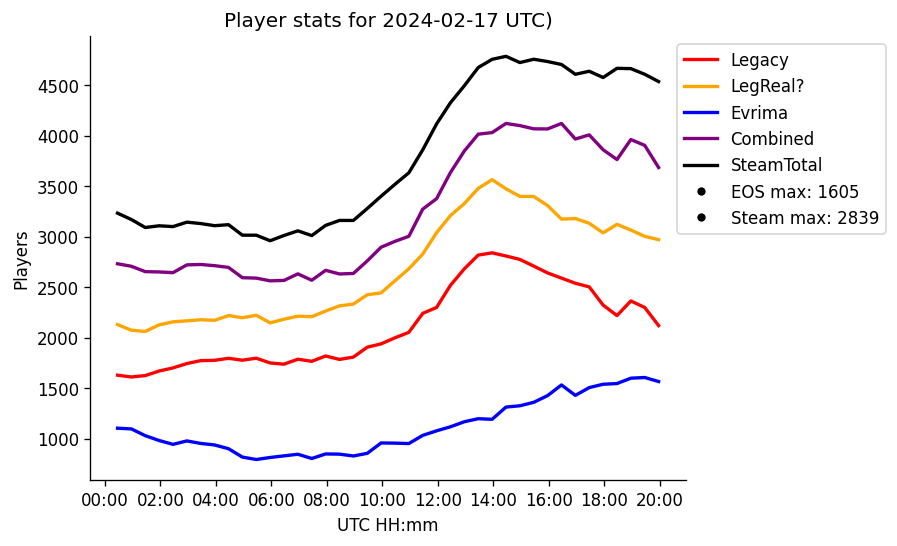 Player stats for 2024-02-17 UTC)
Legacy
LegReal?
Evrima
Combined
SteamTotal
EOS max: 1605
Steam max: 2839
Players
4500
4000
3500
3000
2500
2000
1500
1000
00:00 02:00 04:00 06:00 08:00 10:00 12:00 14:00 16:00 18:00 20:00
UTC HH:mm